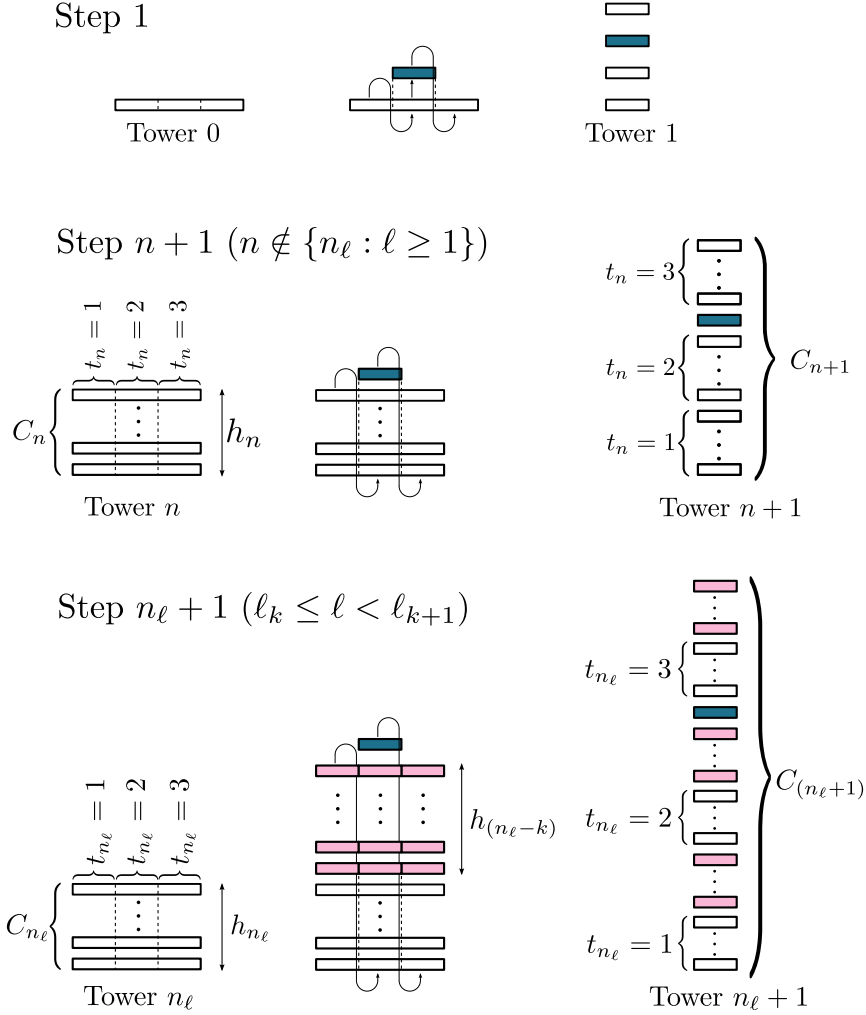 Step 1
Tower 0
Tower 1
Step n + 1 (n ∉ {n_ℓ : ℓ ≥ 1})
t_n = 1
t_n = 2
t_n = 3
C_n
h_n
Tower n
t_n = 3
t_n = 2
t_n = 1
C_{n+1}
Tower n + 1
Step n_ℓ + 1 (ℓ_k ≤ ℓ < ℓ_{k+1})
t_{n_ℓ} = 1
t_{n_ℓ} = 2
t_{n_ℓ} = 3
C_{n_ℓ}
h_{n_ℓ}
Tower n_ℓ
h_{(n_ℓ−k)}
t_{n_ℓ} = 3
t_{n_ℓ} = 2
t_{n_ℓ} = 1
C_{(n_ℓ+1)}
Tower n_ℓ + 1